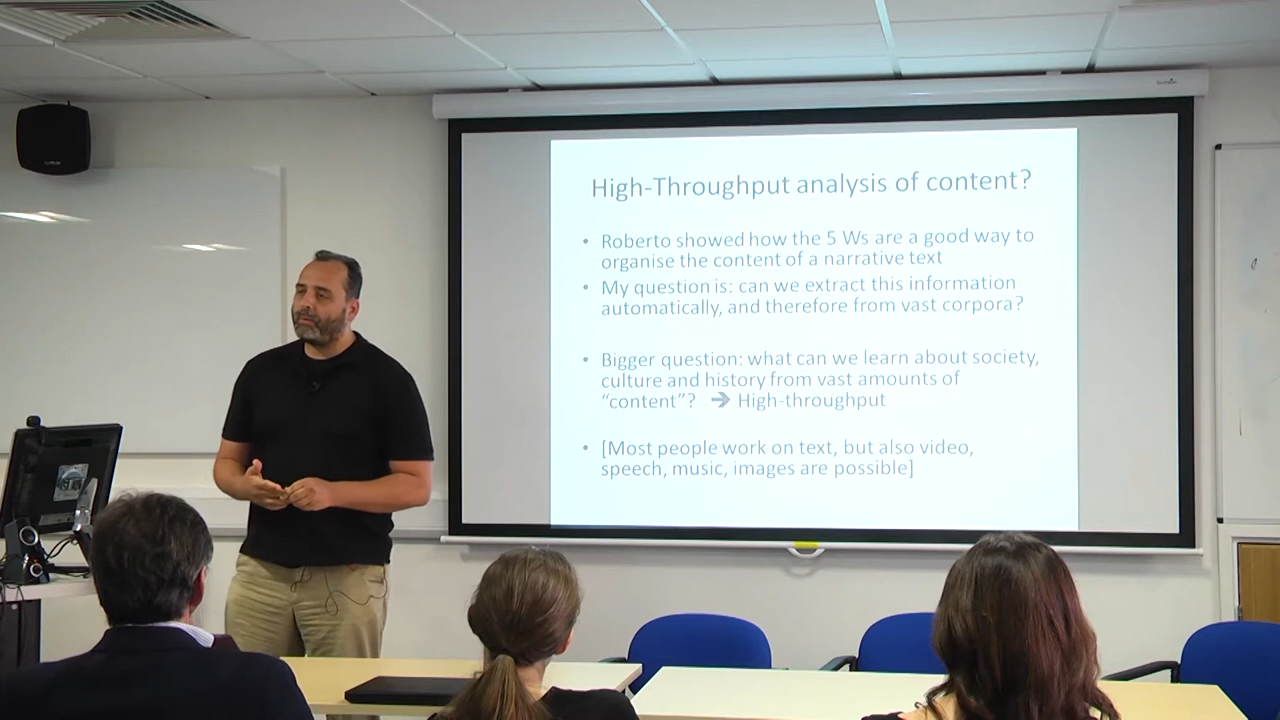 High-Throughput analysis of content?
• Roberto showed how the 5 Ws are a good way to
organise the content of a narrative text
• My question is: can we extract this information
automatically, and therefore from vast corpora?
• Bigger question: what can we learn about society,
culture and history from vast amounts of
“content”? ➔ High-throughput
• [Most people work on text, but also video,
speech, music, images are possible]